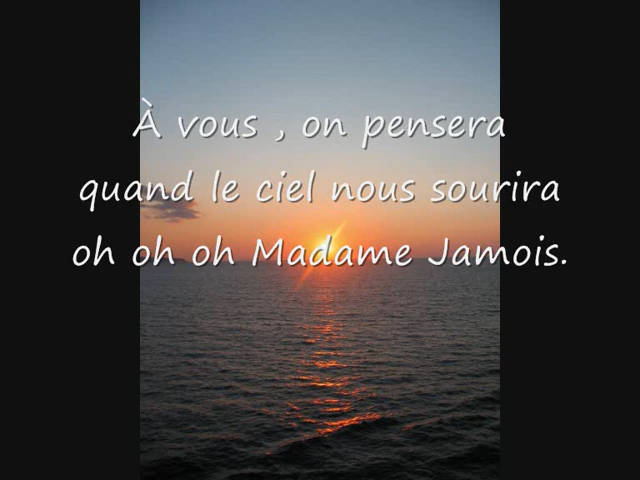 À vous , on pensera
quand le ciel nous sourira
oh oh oh Madame Jamois.